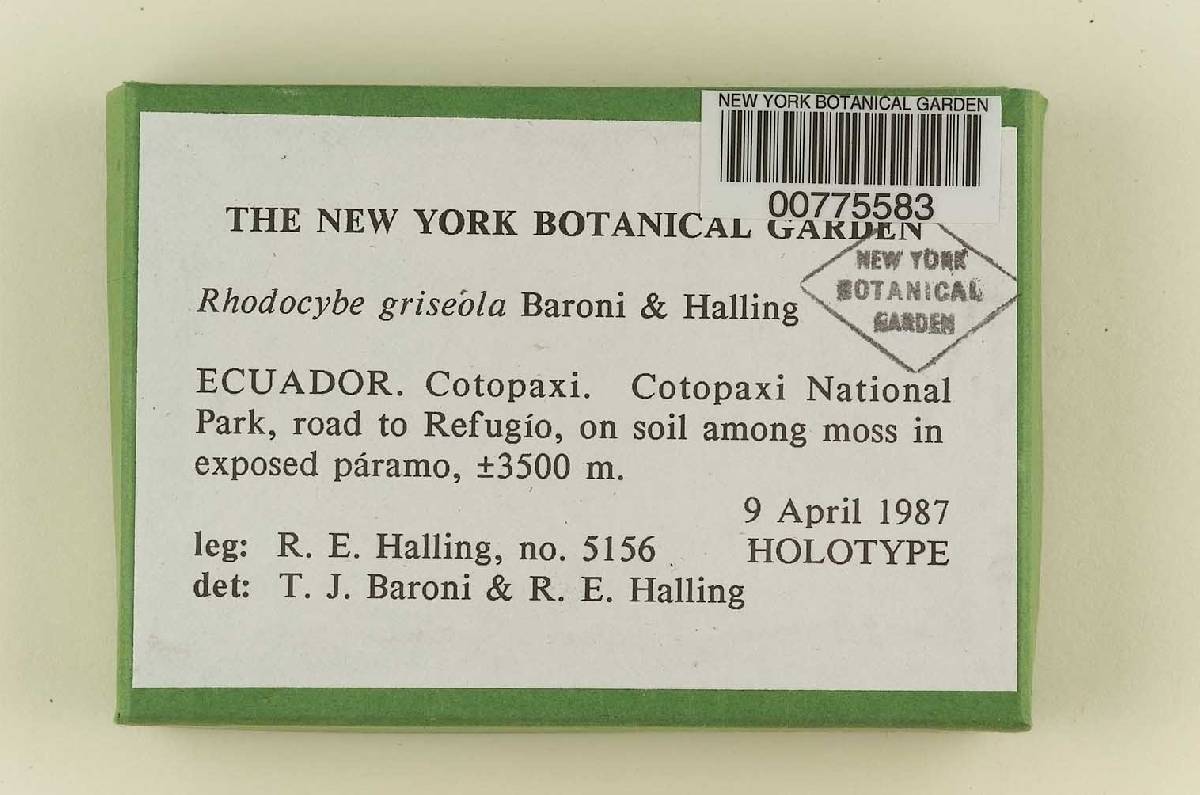 NEW YORK BOTANICAL GARDEN
00775583
THE NEW YORK BOTANICAL GARDEN
NEW YORK
BOTANICAL
GARDEN
Rhodocybe griseóla Baroni & Halling
ECUADOR. Cotopaxi. Cotopaxi National
Park, road to Refugío, on soil among moss in
exposed páramo, ±3500 m.
9 April 1987
leg: R. E. Halling, no. 5156 HOLOTYPE
det: T. J. Baroni & R. E. Halling